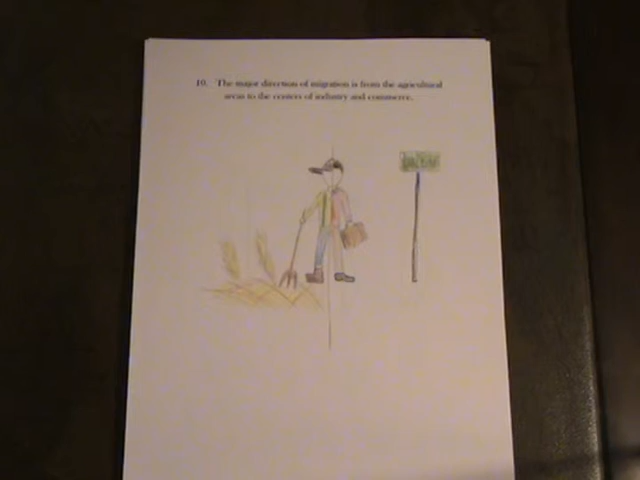 10. The major direction of migration is from the agricultural
areas to the centers of industry and commerce.